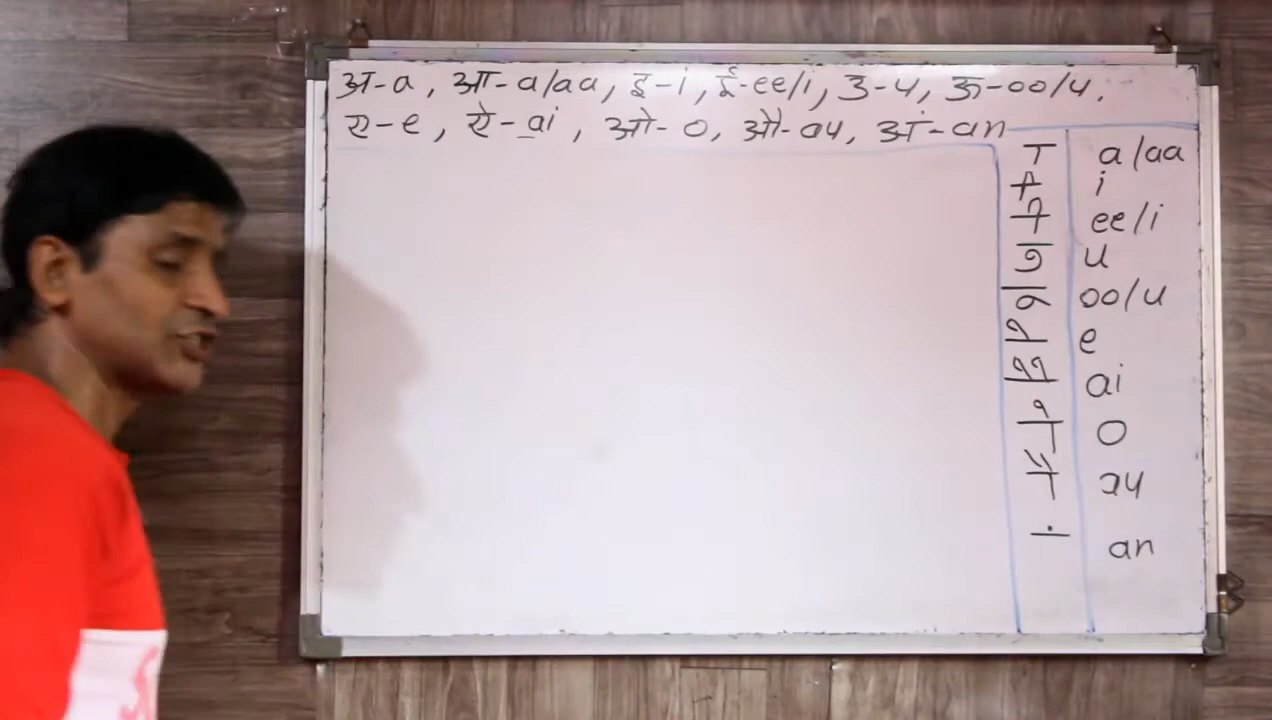 अ-a, आ-a/aa, इ-i, ई-ee/i, उ-u, ऊ-oo/u,
ए-e, ऐ-ai, ओ-o, औ-au, अं-an
ा a/aa
ि i
ी ee/i
ु u
ू oo/u
े e
ै ai
ो o
ौ au
ं an